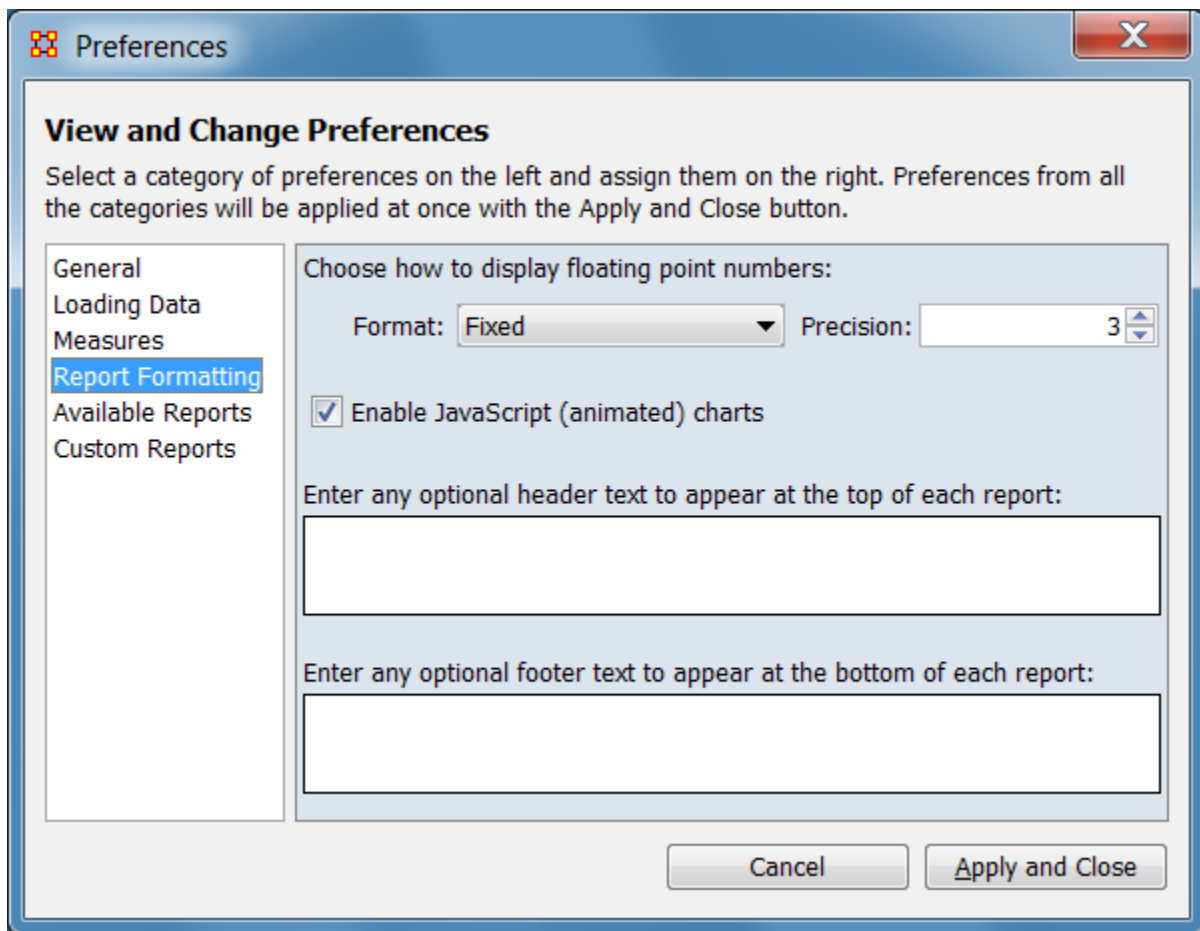 Preferences
View and Change Preferences
Select a category of preferences on the left and assign them on the right. Preferences from all
the categories will be applied at once with the Apply and Close button.
General
Loading Data
Measures
Report Formatting
Available Reports
Custom Reports
Choose how to display floating point numbers:
Format: Fixed Precision: 3
Enable JavaScript (animated) charts
Enter any optional header text to appear at the top of each report:
Enter any optional footer text to appear at the bottom of each report:
Cancel Apply and Close